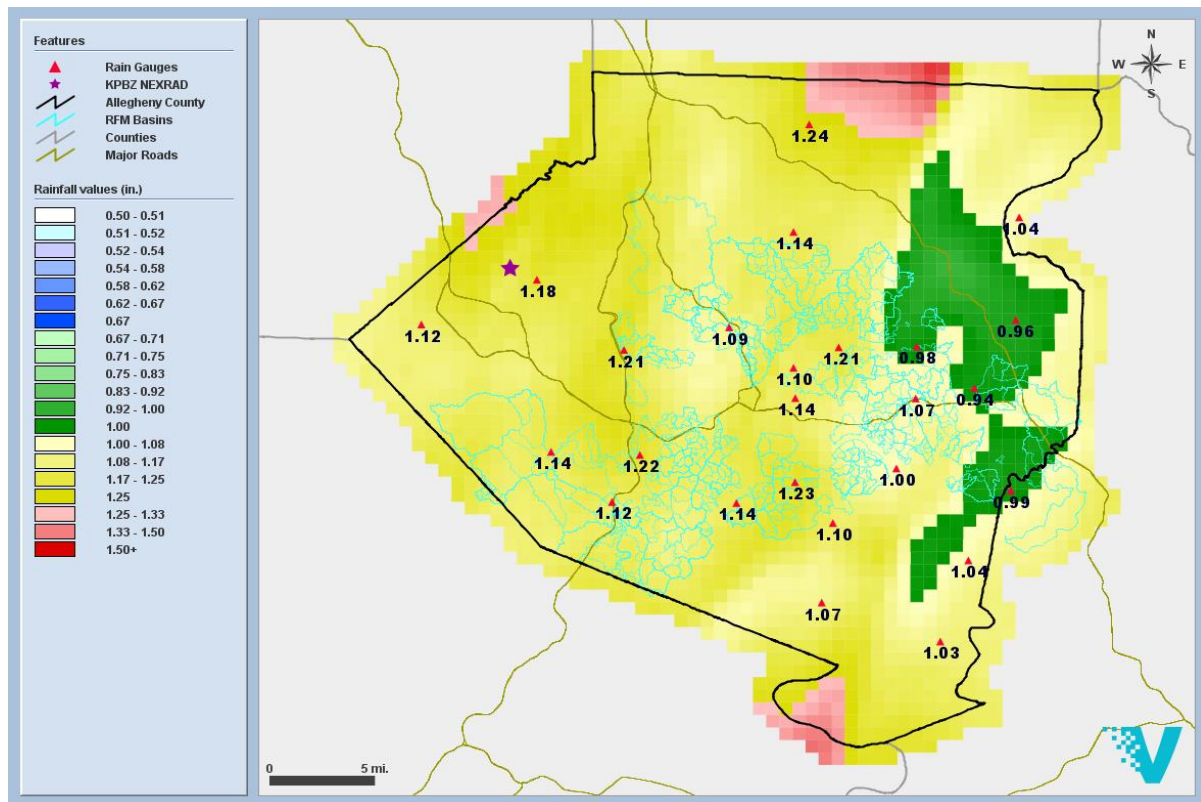 Features
Rain Gauges
KPBZ NEXRAD
Allegheny County
RFM Basins
Counties
Major Roads
Rainfall values (in.)
0.50 - 0.51
0.51 - 0.52
0.52 - 0.54
0.54 - 0.58
0.58 - 0.62
0.62 - 0.67
0.67
0.67 - 0.71
0.71 - 0.75
0.75 - 0.83
0.83 - 0.92
0.92 - 1.00
1.00
1.00 - 1.08
1.08 - 1.17
1.17 - 1.25
1.25
1.25 - 1.33
1.33 - 1.50
1.50+
N
W E
S
1.24
1.04
1.14
1.18
1.12
0.96
1.09
1.21
1.21
0.98
1.10
0.94
1.14
1.07
1.14
1.22
1.00
1.23
0.99
1.12
1.14
1.10
1.04
1.07
1.03
0 5 mi.